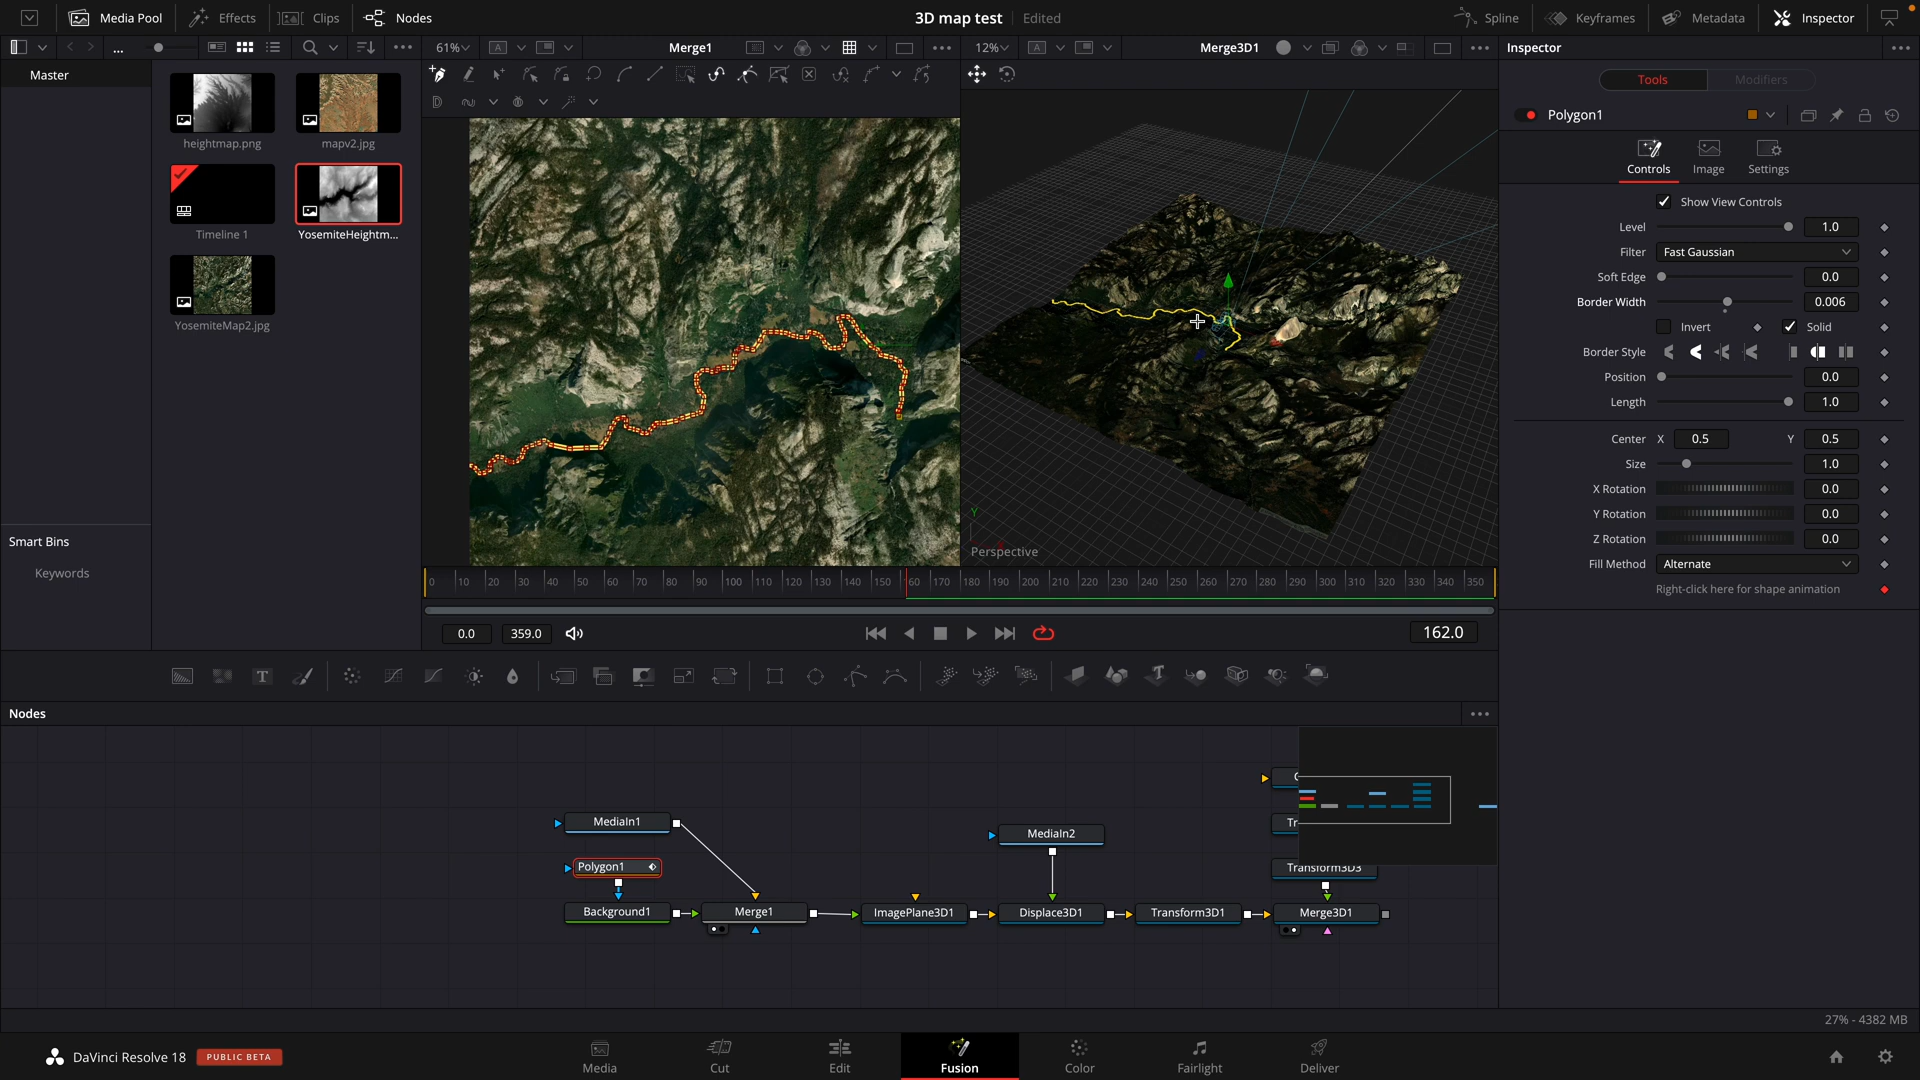 Media Pool
Effects
Clips
Nodes
3D map test
Edited
Spline
Keyframes
Metadata
Inspector
...
61%
Merge1
12%
Merge3D1
Inspector
Master
heightmap.png
mapv2.jpg
Timeline 1
YosemiteHeightm...
YosemiteMap2.jpg
Smart Bins
Keywords
Y
Perspective
Tools
Modifiers
Polygon1
Controls
Image
Settings
Show View Controls
Level
1.0
Filter
Fast Gaussian
Soft Edge
0.0
Border Width
0.006
Invert
Solid
Border Style
Position
0.0
Length
1.0
Center
X
0.5
Y
0.5
Size
1.0
X Rotation
0.0
Y Rotation
0.0
Z Rotation
0.0
Fill Method
Alternate
Right-click here for shape animation
0 10 20 30 40 50 60 70 80 90 100 110 120 130 140 150 60 170 180 190 200 210 220 230 240 250 260 270 280 290 300 310 320 330 340 350
0.0
359.0
162.0
Nodes
MediaIn1
Polygon1
Background1
Merge1
ImagePlane3D1
MediaIn2
Displace3D1
Transform3D1
Tr
Transform3D3
Merge3D1
27% - 4382 MB
DaVinci Resolve 18
PUBLIC BETA
Media
Cut
Edit
Fusion
Color
Fairlight
Deliver